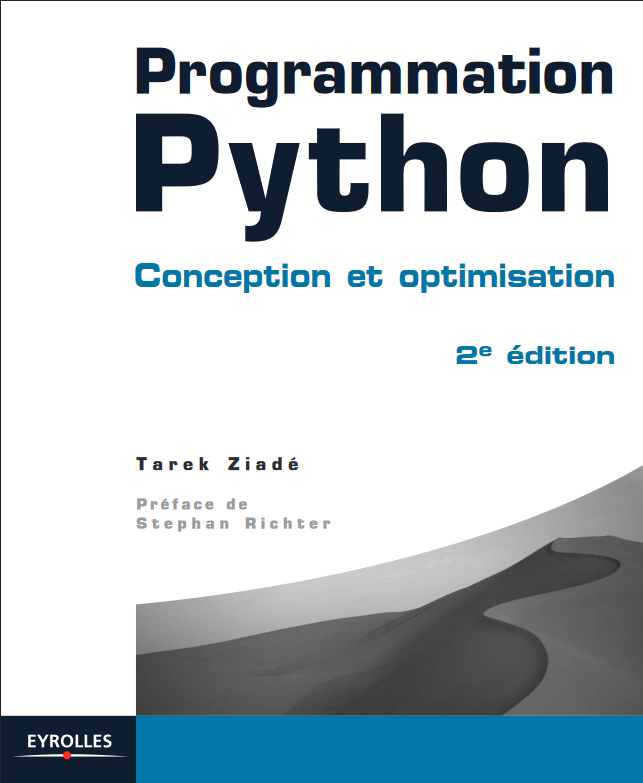 Programmation
Python
Conception et optimisation
2e édition
Tarek Ziadé
Préface de
Stephan Richter
EYROLLES